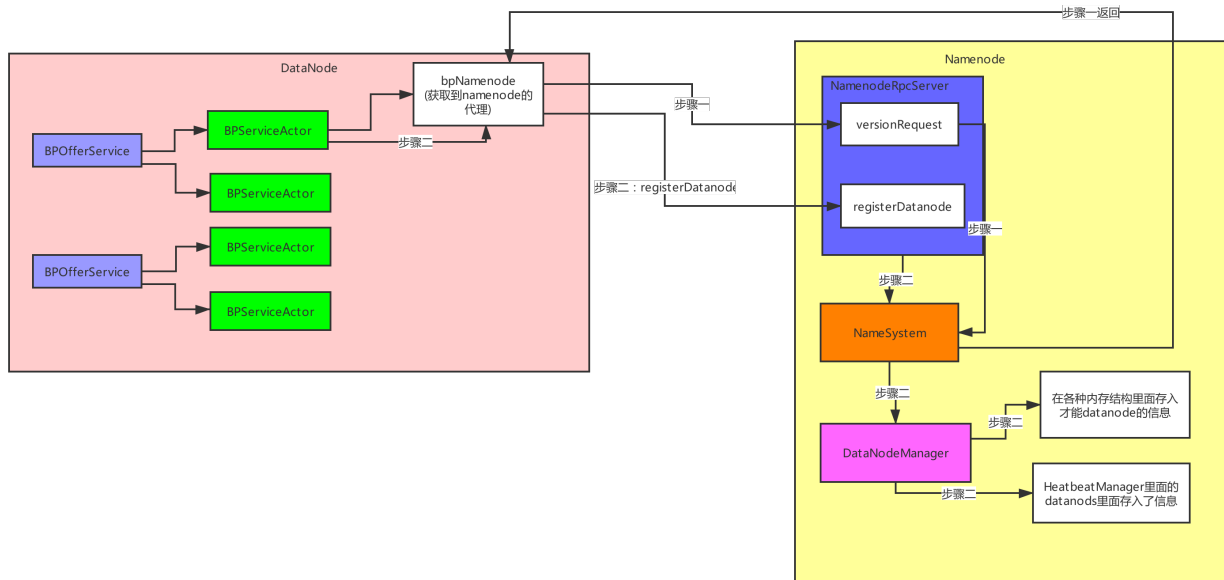 步骤一返回
DataNode
bpNamenode
(获取到namenode的
代理)
BPServiceActor
BPOfferService
步骤二
BPServiceActor
BPServiceActor
BPOfferService
BPServiceActor
步骤一
步骤二：registerDatanode
Namenode
NamenodeRpcServer
versionRequest
registerDatanode
步骤一
步骤二
NameSystem
步骤二
DataNodeManager
步骤二
在各种内存结构里面存入
才能datanode的信息
步骤二
HeatbeatManager里面的
datanods里面存入了信息